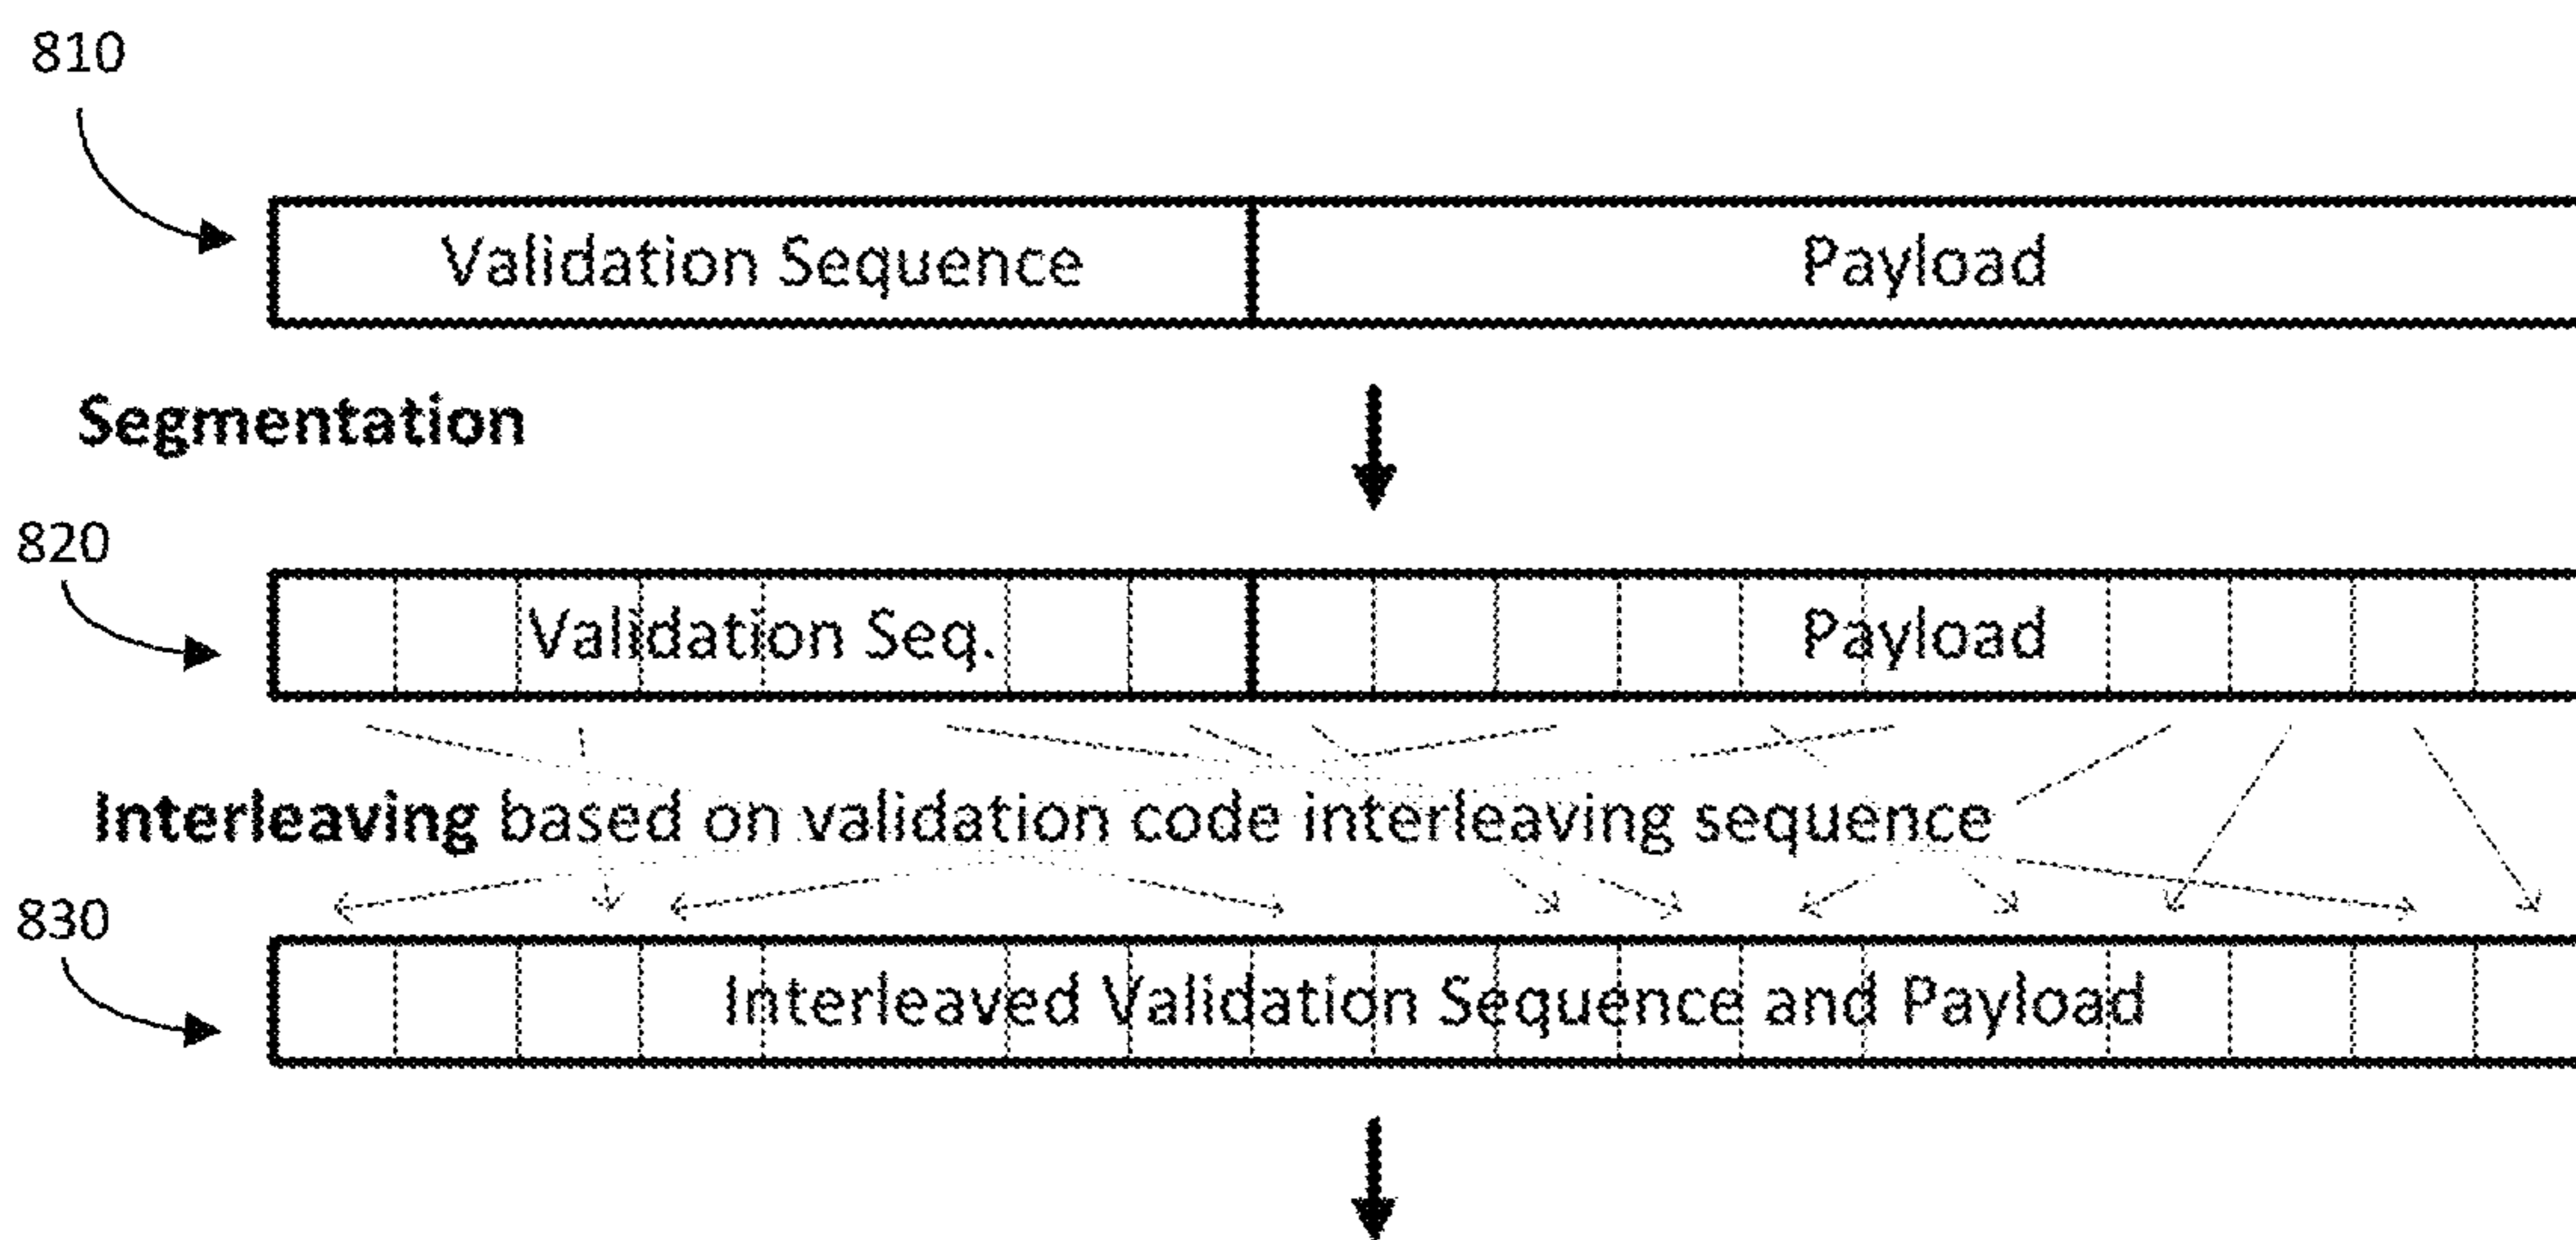 810
Validation Sequence Payload
Segmentation
820
Validation Seq. Payload
Interleaving based on validation code interleaving sequence
830
Interleaved Validation Sequence and Payload